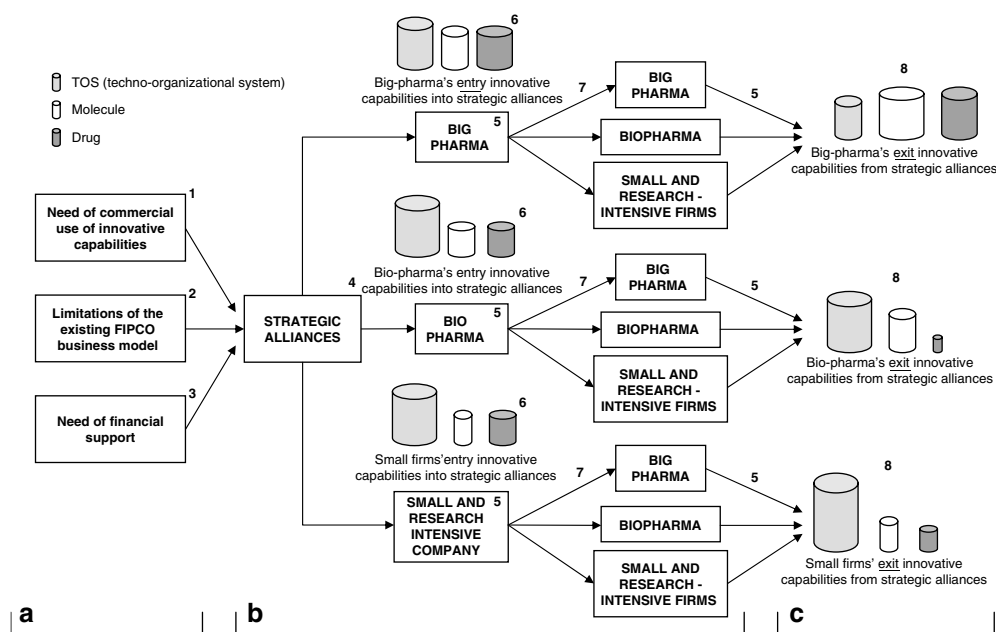 TOS (techno-organizational system)
Molecule
Drug
1
Need of commercial
use of innovative
capabilities
2
Limitations of the
existing FIPCO
business model
3
Need of financial
support
4
STRATEGIC
ALLIANCES
6
Big-pharma's entry innovative
capabilities into strategic alliances
5
BIG
PHARMA
7
BIG
PHARMA
BIOPHARMA
SMALL AND
RESEARCH -
INTENSIVE FIRMS
5
8
Big-pharma's exit innovative
capabilities from strategic alliances
6
Bio-pharma's entry innovative
capabilities into strategic alliances
5
BIO
PHARMA
7
BIG
PHARMA
BIOPHARMA
SMALL AND
RESEARCH -
INTENSIVE FIRMS
5
8
Bio-pharma's exit innovative
capabilities from strategic alliances
6
Small firms'entry innovative
capabilities into strategic alliances
5
SMALL AND
RESEARCH
INTENSIVE
COMPANY
7
BIG
PHARMA
BIOPHARMA
SMALL AND
RESEARCH -
INTENSIVE FIRMS
5
8
Small firms' exit innovative
capabilities from strategic alliances
a
b
c